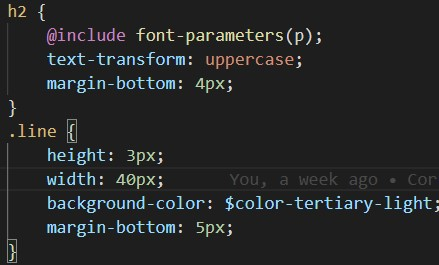 h2 {
@include font-parameters(p);
text-transform: uppercase;
margin-bottom: 4px;
}
.line {
height: 3px;
width: 40px; You, a week ago • Cor
background-color: $color-tertiary-light;
margin-bottom: 5px;
}